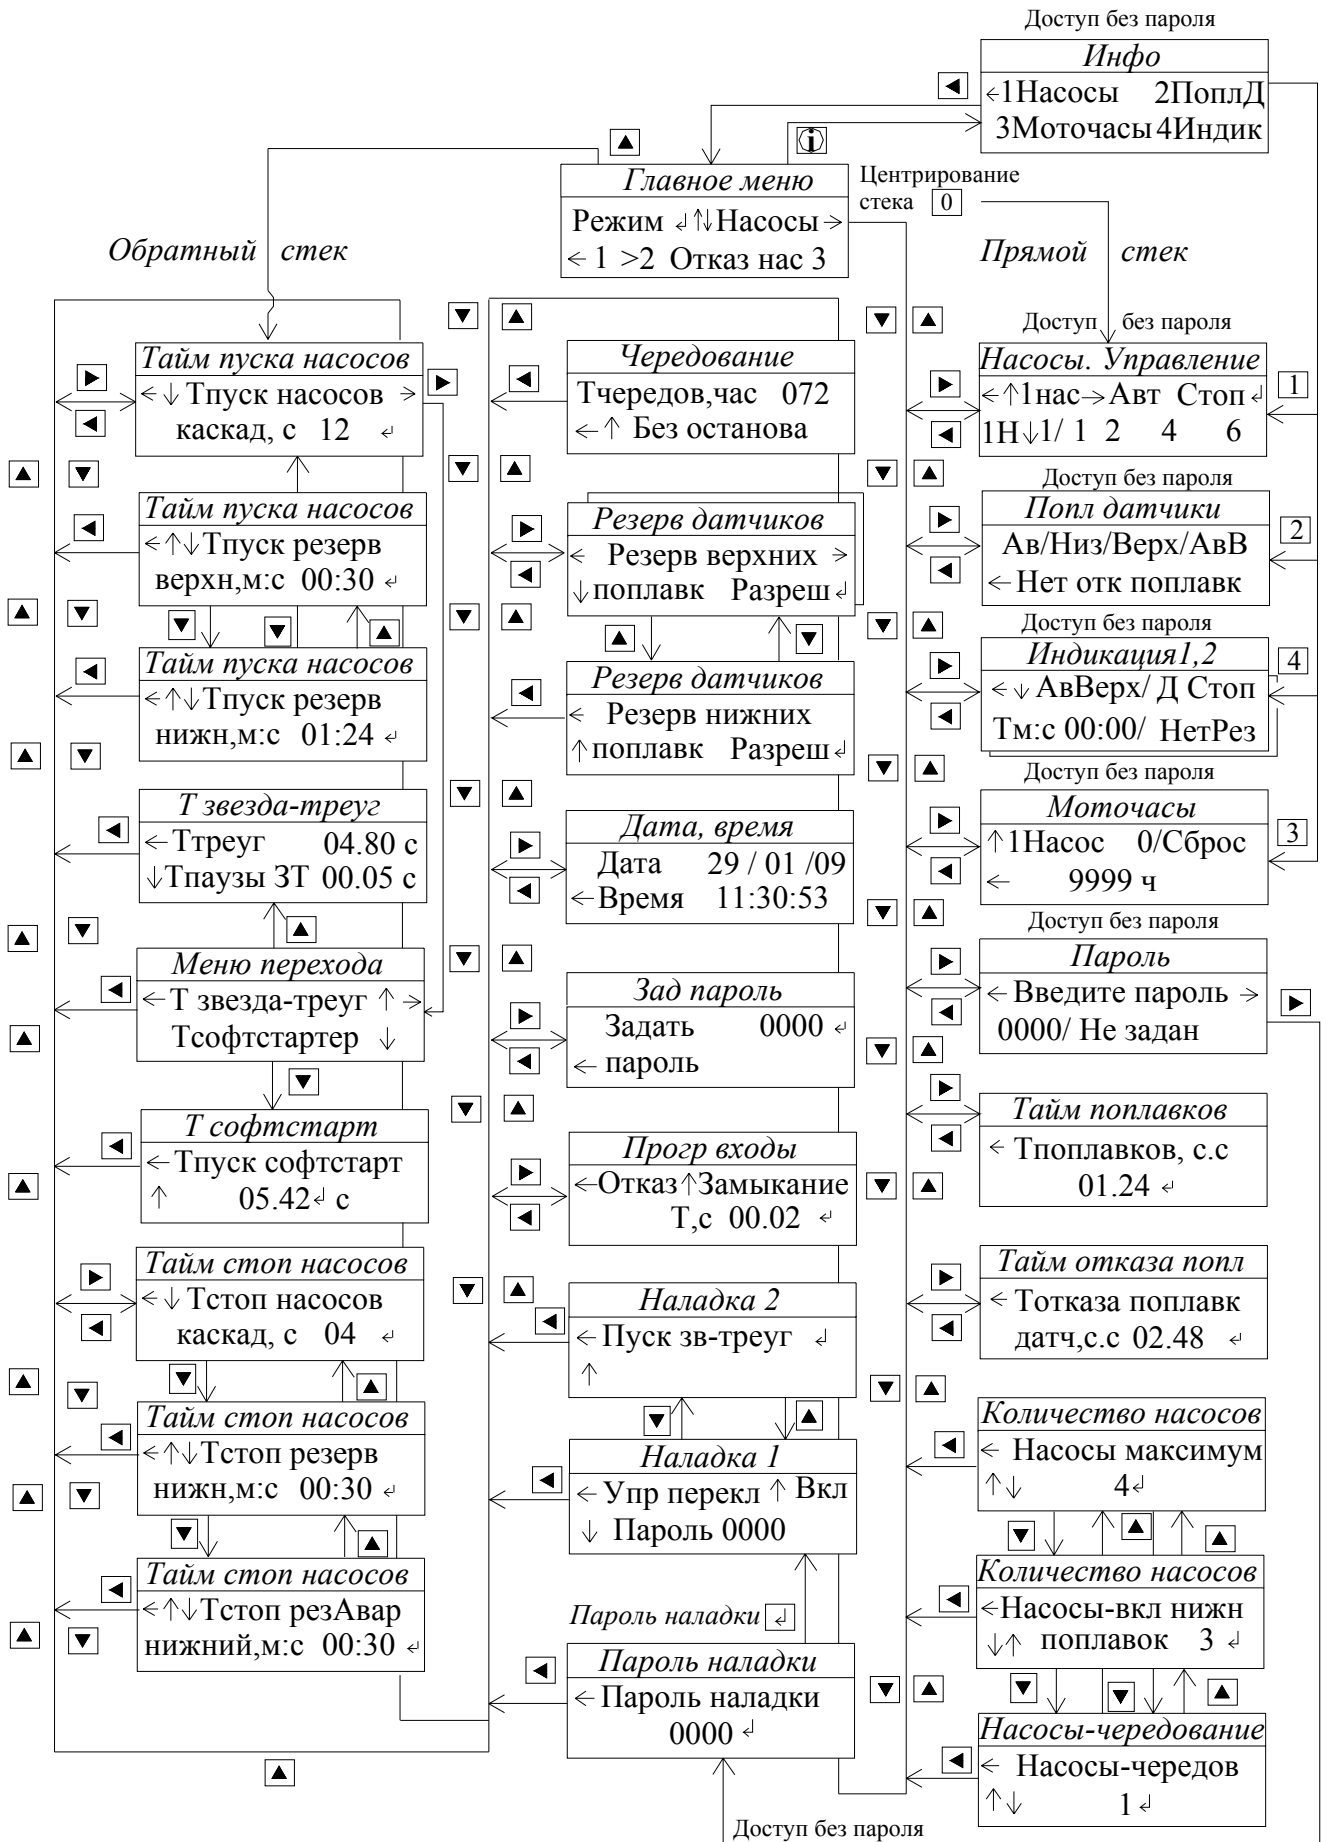 Доступ без пароля
Инфо
←1Насосы 2ПоплД
3Моточасы 4Индик
Главное меню
Режим ↲↑↓Насосы→
← 1 >2 Отказ нас 3
Центрирование
стека 0
Обратный стек
Прямой стек
Тайм пуска насосов
←↓ Тпуск насосов →
каскад, с 12 ↲
Тайм пуска насосов
←↑↓Тпуск резерв
верхн,м:с 00:30 ↲
Тайм пуска насосов
←↑↓Тпуск резерв
нижн,м:с 01:24 ↲
Т звезда-треуг
←Ттреуг 04.80 с
↓Тпаузы ЗТ 00.05 с
Меню перехода
←Т звезда-треуг ↑→
Тсофтстартер ↓
Т софтстарт
←Тпуск софтстарт
↑ 05.42↲ с
Тайм стоп насосов
←↓ Тстоп насосов
каскад, с 04 ↲
Тайм стоп насосов
←↑↓Тстоп резерв
нижн,м:с 00:30 ↲
Тайм стоп насосов
←↑↓Тстоп резАвар
нижний,м:с 00:30 ↲
Чередование
Тчередов,час 072
←↑ Без останова
Резерв датчиков
← Резерв верхних →
↓поплавк Разреш↲
Резерв датчиков
← Резерв нижних
↑поплавк Разреш↲
Дата, время
Дата 29 / 01 /09
←Время 11:30:53
Зад пароль
Задать 0000 ↲
← пароль
Прогр входы
←Отказ↑Замыкание
Т,с 00.02 ↲
Наладка 2
←Пуск зв-треуг ↲
↑
Наладка 1
← Упр перекл ↑ Вкл
↓ Пароль 0000
Пароль наладки ↲
Пароль наладки
←Пароль наладки
0000 ↲
Доступ без пароля
Доступ без пароля
Насосы. Управление
←↑1нас→Авт Стоп↲
1Н↓1/ 1 2 4 6
1
Доступ без пароля
Попл датчики
Ав/Низ/Верх/АвВ
←Нет отк поплавк
2
Доступ без пароля
Индикация1,2
←↓АвВерх/ Д Стоп
Тм:с 00:00/ НетРез
4
Доступ без пароля
Моточасы
↑1Насос 0/Сброс
← 9999 ч
3
Доступ без пароля
Пароль
←Введите пароль →
0000/ Не задан
Тайм поплавков
← Тпоплавков, с.с
01.24 ↲
Тайм отказа попл
← Тотказа поплавк
датч,с.с 02.48 ↲
Количество насосов
← Насосы максимум
↑↓ 4↲
Количество насосов
←Насосы-вкл нижн
↓↑ поплавок 3 ↲
Насосы-чередование
← Насосы-чередов
↑↓ 1↲